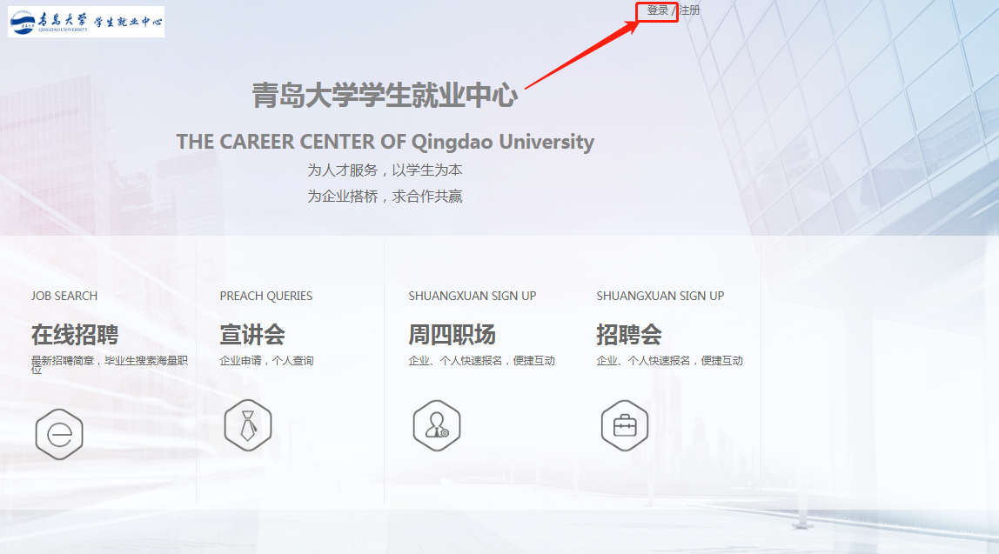 青岛大学 学生就业中心
QINGDAO UNIVERSITY
登录 / 注册
青岛大学学生就业中心
THE CAREER CENTER OF Qingdao University
为人才服务，以学生为本
为企业搭桥，求合作共赢
JOB SEARCH
在线招聘
最新招聘简章，毕业生搜索海量职
位
PREACH QUERIES
宣讲会
企业申请，个人查询
SHUANGXUAN SIGN UP
周四职场
企业、个人快速报名，便捷互动
SHUANGXUAN SIGN UP
招聘会
企业、个人快速报名，便捷互动